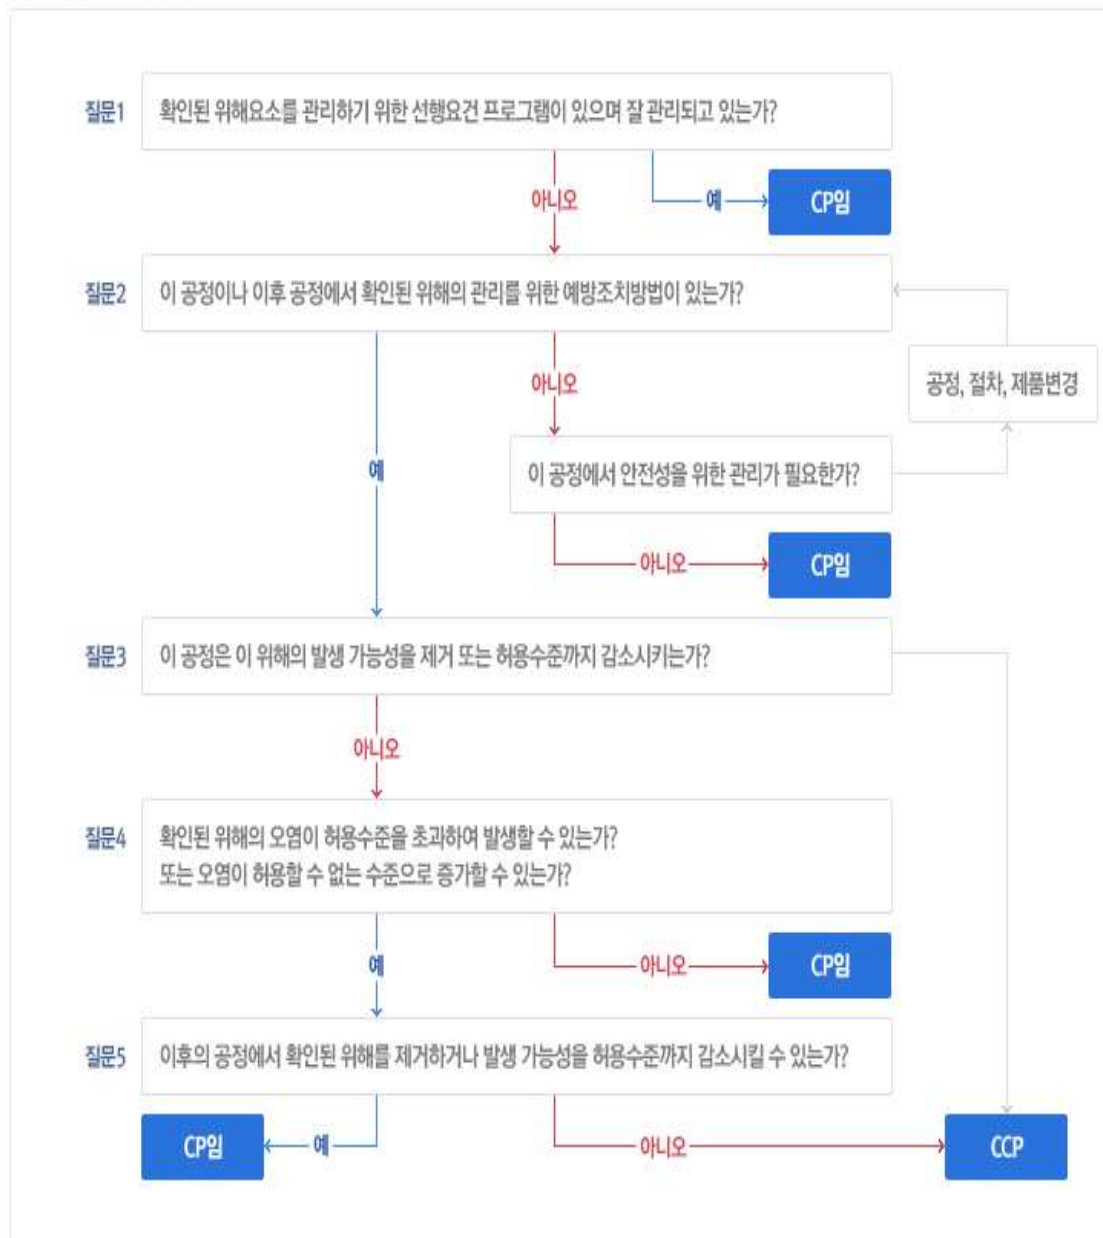 질문1
확인된 위해요소를 관리하기 위한 선행요건 프로그램이 있으며 잘 관리되고 있는가?
아니오
예
CP임
질문2
이 공정이나 이후 공정에서 확인된 위해의 관리를 위한 예방조치방법이 있는가?
아니오
공정, 절차, 제품변경
예
이 공정에서 안전성을 위한 관리가 필요한가?
아니오
CP임
질문3
이 공정은 이 위해의 발생 가능성을 제거 또는 허용수준까지 감소시키는가?
아니오
질문4
확인된 위해의 오염이 허용수준을 초과하여 발생할 수 있는가?
또는 오염이 허용할 수 없는 수준으로 증가할 수 있는가?
예
아니오
CP임
질문5
이후의 공정에서 확인된 위해를 제거하거나 발생 가능성을 허용수준까지 감소시킬 수 있는가?
CP임
예
아니오
CCP